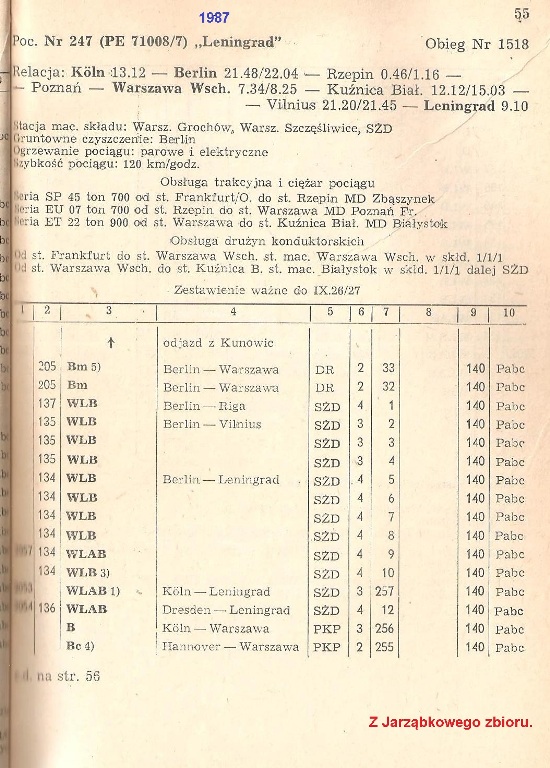 1987
55
Poc. Nr 247 (PE 71008/7) „Leningrad” Obieg Nr 1518
Relacja: Köln 13.12 — Berlin 21.48/22.04 — Rzepin 0.46/1.16 —
— Poznań — Warszawa Wsch. 7.34/8.25 — Kuźnica Biał. 12.12/15.03 —
— Vilnius 21.20/21.45 — Leningrad 9.10
Stacja mac. składu: Warsz. Grochów, Warsz. Szczęśliwice, SŻD
Gruntowne czyszczenie: Berlin
Ogrzewanie pociągu: parowe i elektryczne
Szybkość pociągu: 120 km/godz.
Obsługa trakcyjna i ciężar pociągu
Seria SP 45 ton 700 od st. Frankfurt/O. do st. Rzepin MD Zbąszynek
Seria EU 07 ton 700 od st. Rzepin do st. Warszawa MD Poznań Fr.
Seria ET 22 ton 900 od st. Warszawa do st. Kuźnica Biał. MD Białystok
Obsługa drużyn konduktorskich
Od st. Frankfurt do st. Warszawa Wsch. st. mac. Warszawa Wsch. w skłd. 1/1/1
Od st. Warszawa Wsch. do st. Kuźnica B. st. mac. Białystok w skłd. 1/1/1 dalej SŻD
Zestawienie ważne do IX.26/27
1 2 3 4 5 6 7 8 9 10
↑ odjazd z Kunowic
205 Bm 5) Berlin — Warszawa DR 2 33 140 Pabc
205 Bm Berlin — Warszawa DR 2 32 140 Pabc
137 WLB Berlin — Riga SŻD 4 1 140 Pabc
135 WLB Berlin — Vilnius SŻD 3 2 140 Pabc
135 WLB SŻD 3 3 140 Pabc
135 WLB SŻD 3 4 140 Pabc
134 WLB Berlin — Leningrad SŻD 4 5 140 Pabc
134 WLB SŻD 4 6 140 Pabc
134 WLB SŻD 4 7 140 Pabc
134 WLB SŻD 4 8 140 Pabc
134 WLAB SŻD 4 9 140 Pabc
134 WLB 3) SŻD 4 10 140 Pabc
WLAB 1) Köln — Leningrad SŻD 3 257 140 Pabc
136 WLAB Dresden — Leningrad SŻD 4 12 140 Pabc
B Köln — Warszawa PKP 3 256 140 Pabc
Bc 4) Hannover — Warszawa PKP 2 255 140 Pabc
na str. 56
Z Jarząbkowego zbioru.